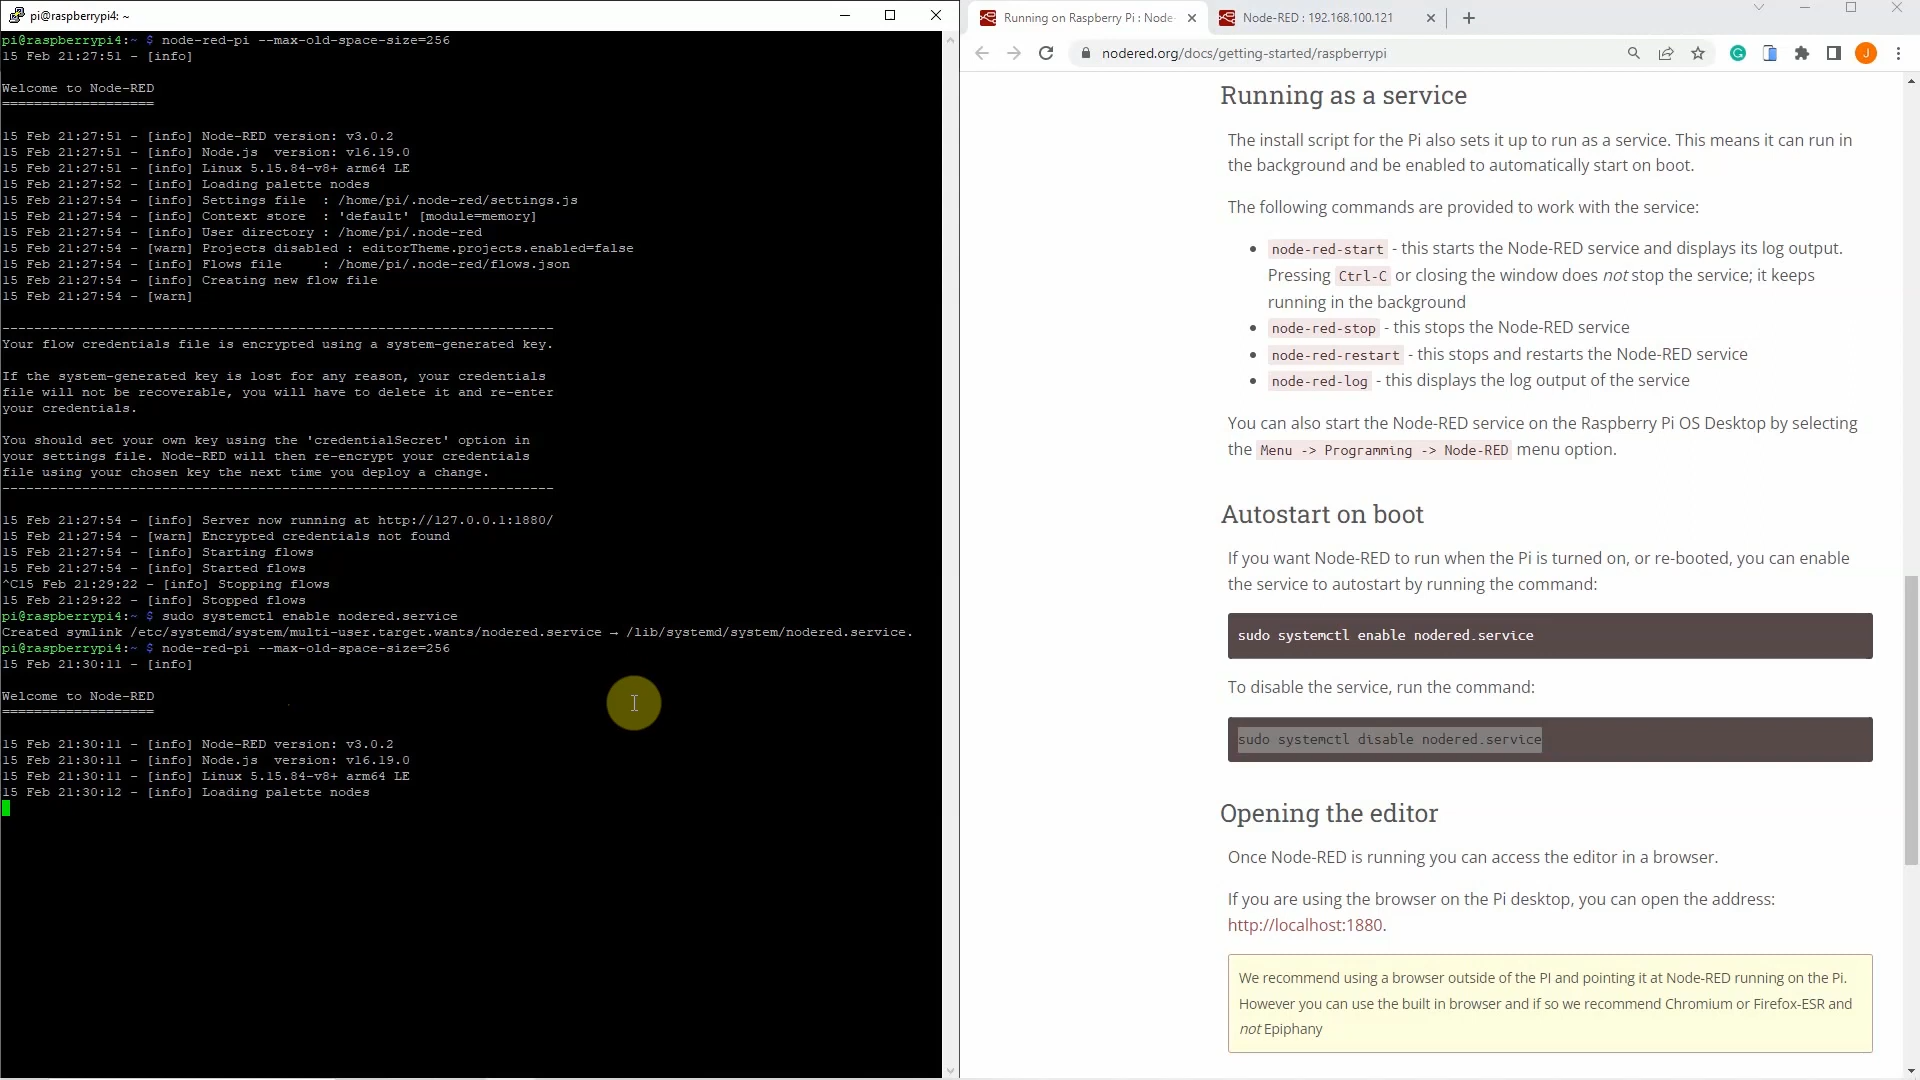 pi@raspberrypi4: ~
pi@raspberrypi4:~ $ node-red-pi --max-old-space-size=256
15 Feb 21:27:51 - [info]
Welcome to Node-RED
===================
15 Feb 21:27:51 - [info] Node-RED version: v3.0.2
15 Feb 21:27:51 - [info] Node.js  version: v16.19.0
15 Feb 21:27:51 - [info] Linux 5.15.84-v8+ arm64 LE
15 Feb 21:27:52 - [info] Loading palette nodes
15 Feb 21:27:54 - [info] Settings file  : /home/pi/.node-red/settings.js
15 Feb 21:27:54 - [info] Context store  : 'default' [module=memory]
15 Feb 21:27:54 - [info] User directory : /home/pi/.node-red
15 Feb 21:27:54 - [warn] Projects disabled : editorTheme.projects.enabled=false
15 Feb 21:27:54 - [info] Flows file     : /home/pi/.node-red/flows.json
15 Feb 21:27:54 - [info] Creating new flow file
15 Feb 21:27:54 - [warn]
---------------------------------------------------------------------
Your flow credentials file is encrypted using a system-generated key.
If the system-generated key is lost for any reason, your credentials
file will not be recoverable, you will have to delete it and re-enter
your credentials.
You should set your own key using the 'credentialSecret' option in
your settings file. Node-RED will then re-encrypt your credentials
file using your chosen key the next time you deploy a change.
---------------------------------------------------------------------
15 Feb 21:27:54 - [info] Server now running at http://127.0.0.1:1880/
15 Feb 21:27:54 - [warn] Encrypted credentials not found
15 Feb 21:27:54 - [info] Starting flows
15 Feb 21:27:54 - [info] Started flows
^C15 Feb 21:29:22 - [info] Stopping flows
15 Feb 21:29:22 - [info] Stopped flows
pi@raspberrypi4:~ $ sudo systemctl enable nodered.service
Created symlink /etc/systemd/system/multi-user.target.wants/nodered.service → /lib/systemd/system/nodered.service.
pi@raspberrypi4:~ $ node-red-pi --max-old-space-size=256
15 Feb 21:30:11 - [info]
Welcome to Node-RED
===================
15 Feb 21:30:11 - [info] Node-RED version: v3.0.2
15 Feb 21:30:11 - [info] Node.js  version: v16.19.0
15 Feb 21:30:11 - [info] Linux 5.15.84-v8+ arm64 LE
15 Feb 21:30:12 - [info] Loading palette nodes
Running on Raspberry Pi : Node-
Node-RED : 192.168.100.121
nodered.org/docs/getting-started/raspberrypi
J
Running as a service
The install script for the Pi also sets it up to run as a service. This means it can run in
the background and be enabled to automatically start on boot.
The following commands are provided to work with the service:
• node-red-start - this starts the Node-RED service and displays its log output.
Pressing Ctrl-C or closing the window does not stop the service; it keeps
running in the background
• node-red-stop - this stops the Node-RED service
• node-red-restart - this stops and restarts the Node-RED service
• node-red-log - this displays the log output of the service
You can also start the Node-RED service on the Raspberry Pi OS Desktop by selecting
the Menu -> Programming -> Node-RED menu option.
Autostart on boot
If you want Node-RED to run when the Pi is turned on, or re-booted, you can enable
the service to autostart by running the command:
sudo systemctl enable nodered.service
To disable the service, run the command:
sudo systemctl disable nodered.service
Opening the editor
Once Node-RED is running you can access the editor in a browser.
If you are using the browser on the Pi desktop, you can open the address:
http://localhost:1880.
We recommend using a browser outside of the PI and pointing it at Node-RED running on the Pi.
However you can use the built in browser and if so we recommend Chromium or Firefox-ESR and
not Epiphany